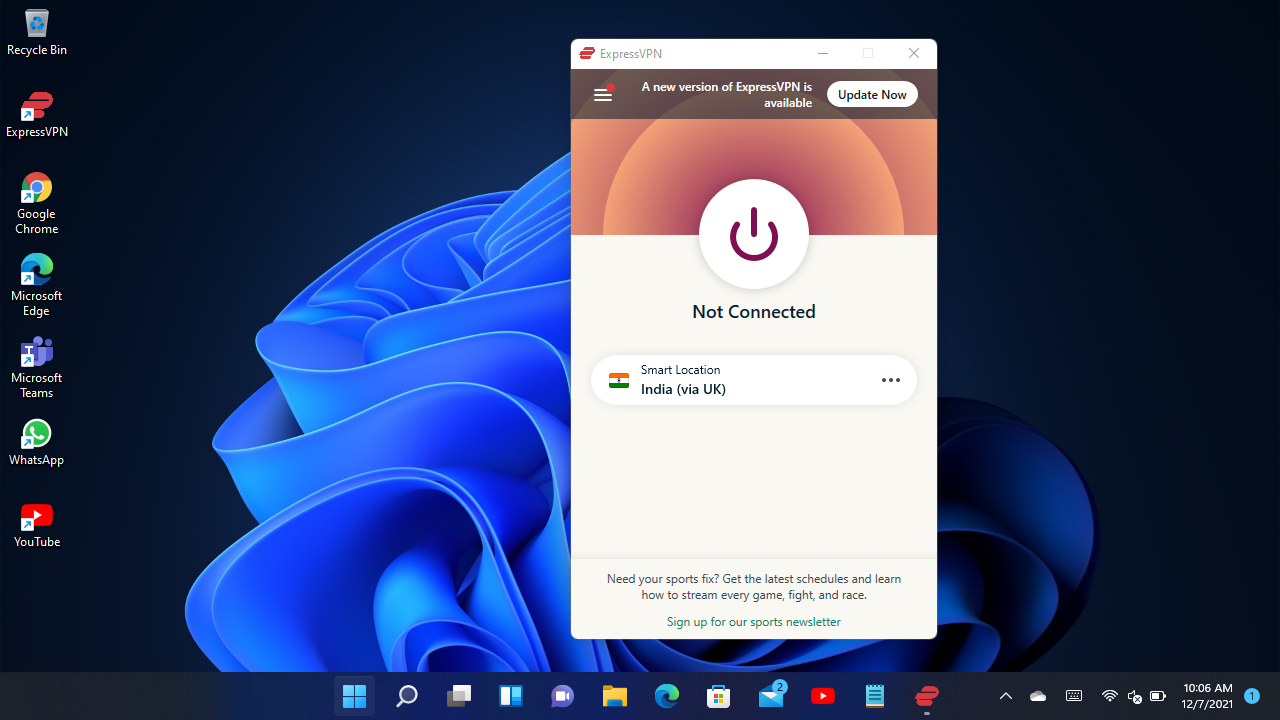 Recycle Bin
ExpressVPN
Google
Chrome
Microsoft
Edge
Microsoft
Teams
WhatsApp
YouTube
ExpressVPN
A new version of ExpressVPN is
available
Update Now
Not Connected
Smart Location
India (via UK)
Need your sports fix? Get the latest schedules and learn
how to stream every game, fight, and race.
Sign up for our sports newsletter
2
10:06 AM
12/7/2021
1